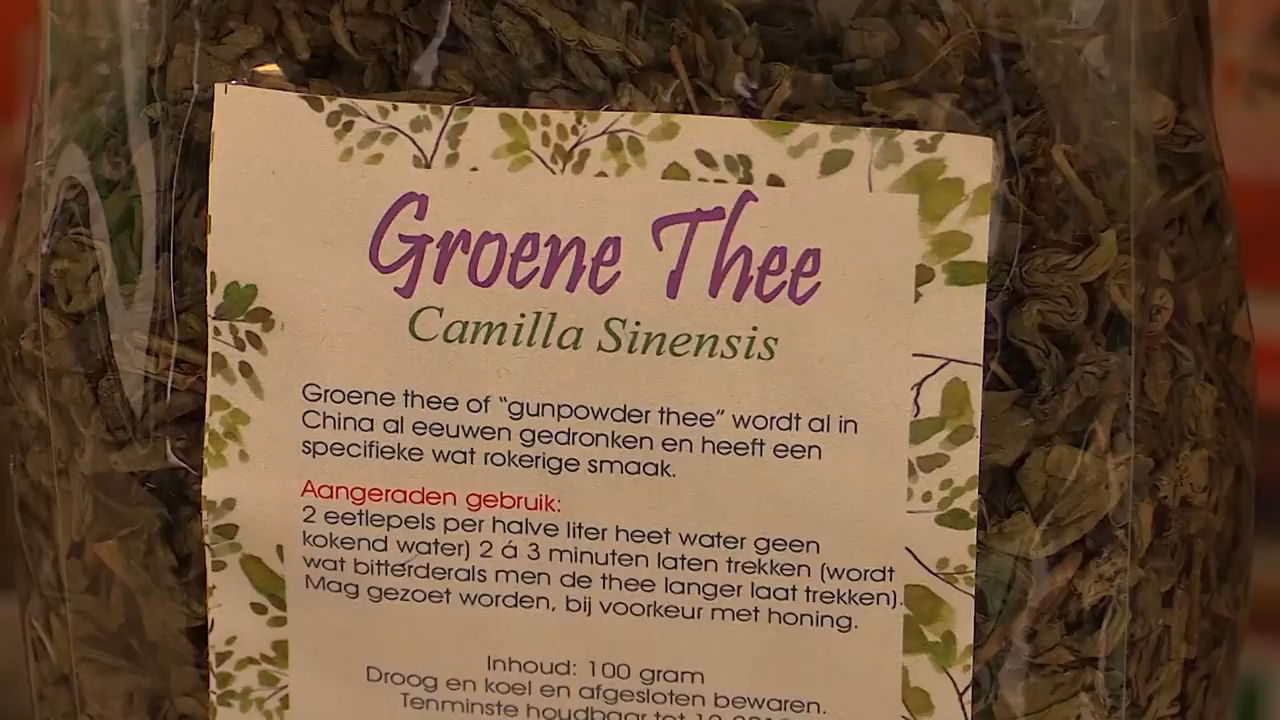 Groene Thee
Camilla Sinensis
Groene thee of “gunpowder thee” wordt al in
China al eeuwen gedronken en heeft een
specifieke wat rokerige smaak.
Aangeraden gebruik:
2 eetlepels per halve liter heet water geen
kokend water) 2 á 3 minuten laten trekken (wordt
wat bitterderals men de thee langer laat trekken).
Mag gezoet worden, bij voorkeur met honing.
Inhoud: 100 gram
Droog en koel en afgesloten bewaren.
Tenminste houdbaar tot